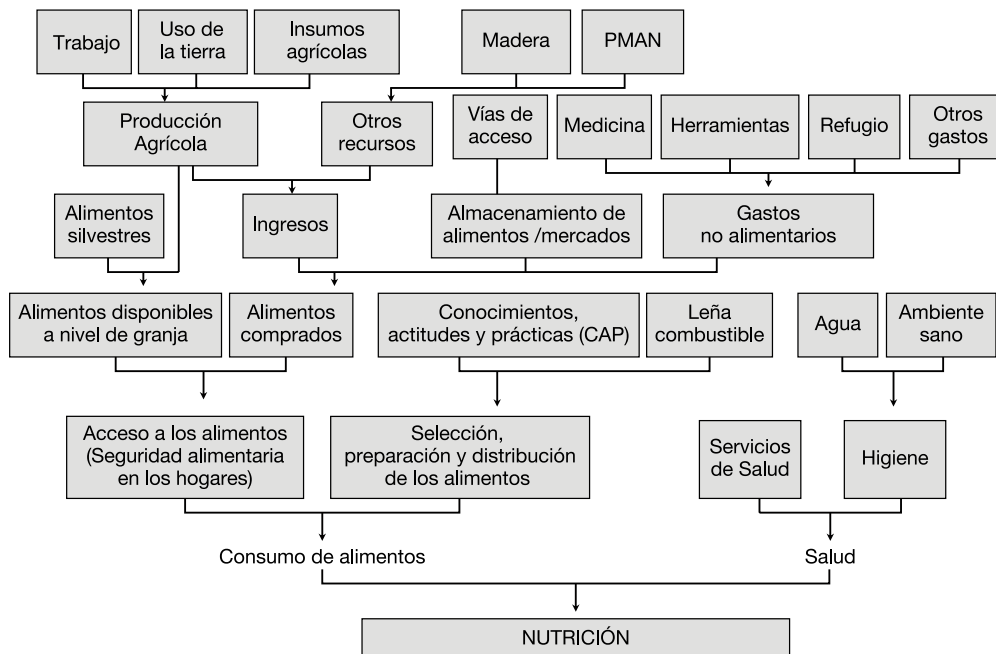 Trabajo
Uso de
la tierra
Insumos
agrícolas
Madera
PMAN
Producción
Agrícola
Otros
recursos
Vías de
acceso
Medicina
Herramientas
Refugio
Otros
gastos
Alimentos
silvestres
Ingresos
Almacenamiento de
alimentos /mercados
Gastos
no alimentarios
Alimentos disponibles
a nivel de granja
Alimentos
comprados
Conocimientos,
actitudes y prácticas (CAP)
Leña
combustible
Agua
Ambiente
sano
Acceso a los alimentos
(Seguridad alimentaria
en los hogares)
Selección,
preparación y distribución
de los alimentos
Servicios
de Salud
Higiene
Consumo de alimentos
Salud
NUTRICIÓN